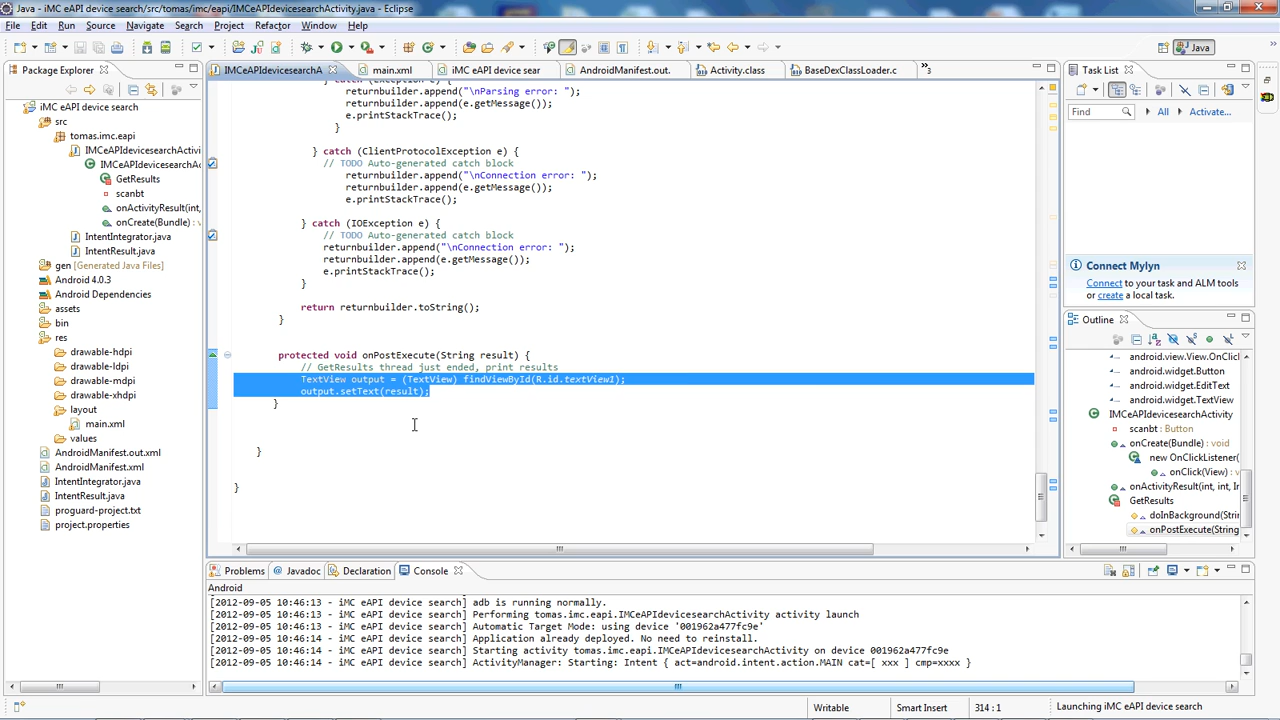 Java - iMC eAPI device search/src/tomas/imc/eapi/IMCeAPIdevicesearchActivity.java - Eclipse
File Edit Run Source Navigate Search Project Refactor Window Help
Java
Package Explorer
IMCeAPIdevicesearchA
main.xml
iMC eAPI device sear
AndroidManifest.out.
Activity.class
BaseDexClassLoader.c
»3
Task List
iMC eAPI device search
src
tomas.imc.eapi
IMCeAPIdevicesearchActivi
IMCeAPIdevicesearchAc
GetResults
scanbt
onActivityResult(int,
onCreate(Bundle) : v
IntentIntegrator.java
IntentResult.java
gen [Generated Java Files]
Android 4.0.3
Android Dependencies
assets
bin
res
drawable-hdpi
drawable-ldpi
drawable-mdpi
drawable-xhdpi
layout
main.xml
values
AndroidManifest.out.xml
AndroidManifest.xml
IntentIntegrator.java
IntentResult.java
proguard-project.txt
project.properties
} catch (Exception e) {
returnbuilder.append("\nParsing error: ");
returnbuilder.append(e.getMessage());
e.printStackTrace();
}
} catch (ClientProtocolException e) {
// TODO Auto-generated catch block
returnbuilder.append("\nConnection error: ");
returnbuilder.append(e.getMessage());
e.printStackTrace();
} catch (IOException e) {
// TODO Auto-generated catch block
returnbuilder.append("\nConnection error: ");
returnbuilder.append(e.getMessage());
e.printStackTrace();
}
return returnbuilder.toString();
}
protected void onPostExecute(String result) {
// GetResults thread just ended, print results
TextView output = (TextView) findViewById(R.id.textView1);
output.setText(result);
}
}
}
Find All Activate...
Connect Mylyn
Connect to your task and ALM tools
or create a local task.
Outline
android.view.View.OnCl
android.widget.Button
android.widget.EditText
android.widget.TextView
IMCeAPIdevicesearchActivity
scanbt : Button
onCreate(Bundle) : void
new OnClickListener(
onClick(View) : v
onActivityResult(int, int, In
GetResults
doInBackground(Strin
onPostExecute(String
Problems Javadoc Declaration Console
Android
[2012-09-05 10:46:13 - iMC eAPI device search] adb is running normally.
[2012-09-05 10:46:13 - iMC eAPI device search] Performing tomas.imc.eapi.IMCeAPIdevicesearchActivity activity launch
[2012-09-05 10:46:13 - iMC eAPI device search] Automatic Target Mode: using device '001962a477fc9e'
[2012-09-05 10:46:14 - iMC eAPI device search] Application already deployed. No need to reinstall.
[2012-09-05 10:46:14 - iMC eAPI device search] Starting activity tomas.imc.eapi.IMCeAPIdevicesearchActivity on device 001962a477fc9e
[2012-09-05 10:46:14 - iMC eAPI device search] ActivityManager: Starting: Intent { act=android.intent.action.MAIN cat=[ xxx ] cmp=xxxx }
Writable Smart Insert 314 : 1 Launching iMC eAPI device search